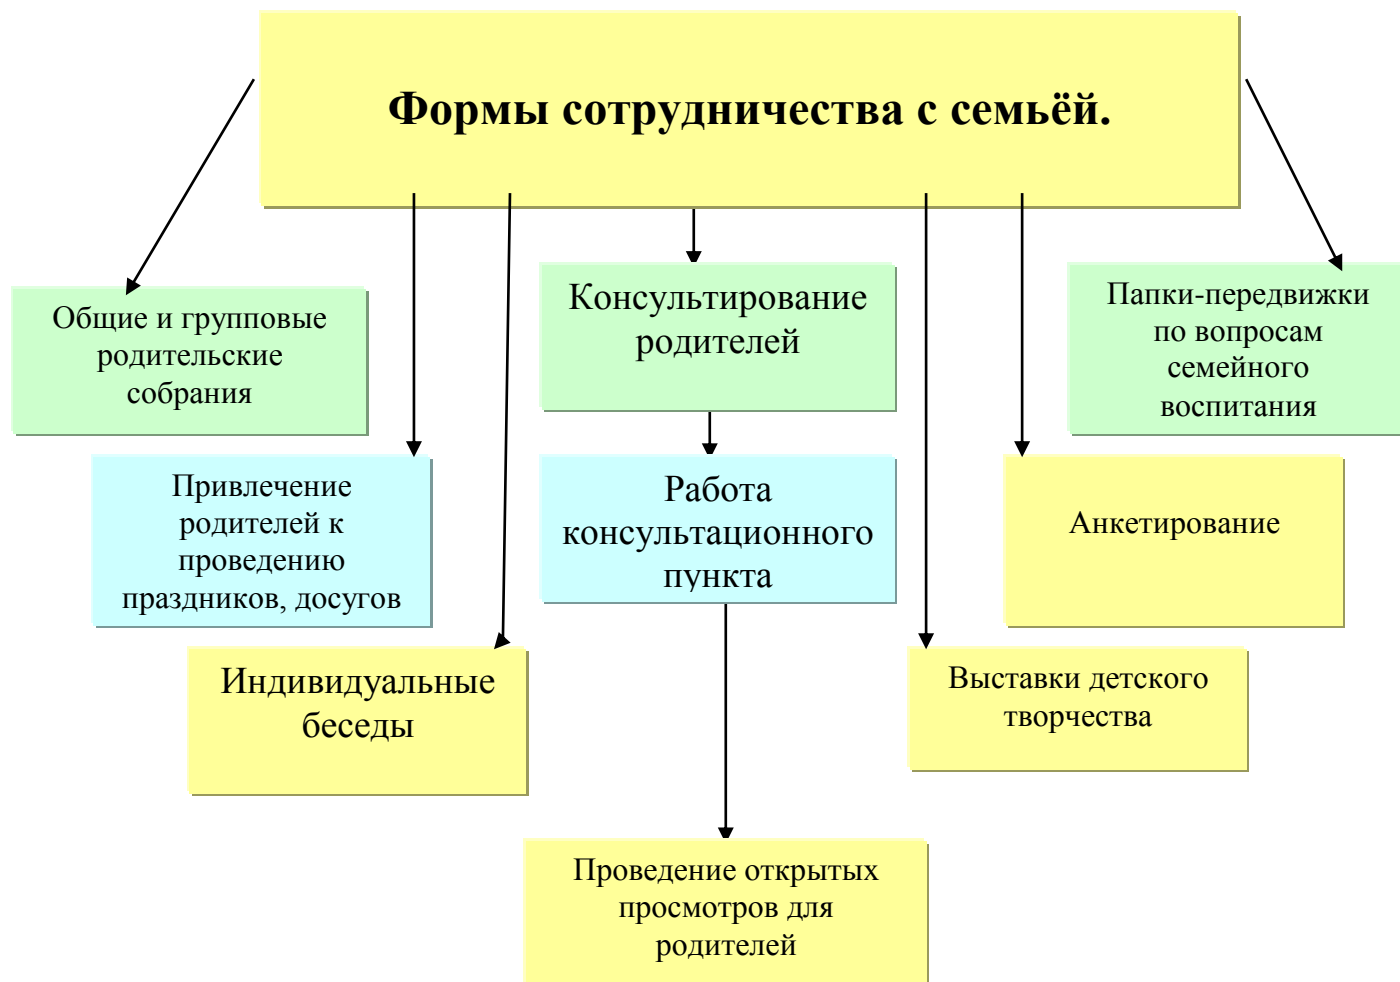 Формы сотрудничества с семьёй.
Общие и групповые
родительские
собрания
Консультирование
родителей
Папки-передвижки
по вопросам
семейного
воспитания
Привлечение
родителей к
проведению
праздников, досугов
Работа
консультационного
пункта
Анкетирование
Индивидуальные
беседы
Выставки детского
творчества
Проведение открытых
просмотров для
родителей